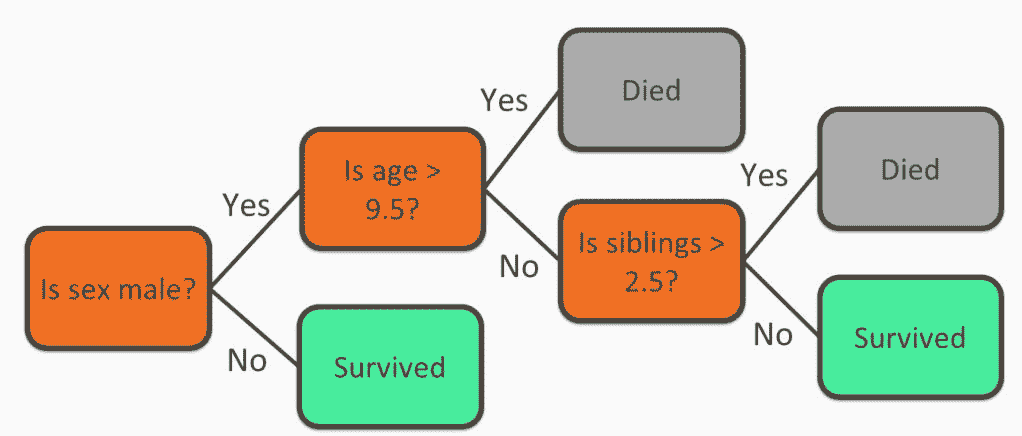 Is sex male?
Yes
No
Is age >
9.5?
Survived
Yes
No
Died
Is siblings >
2.5?
Yes
No
Died
Survived